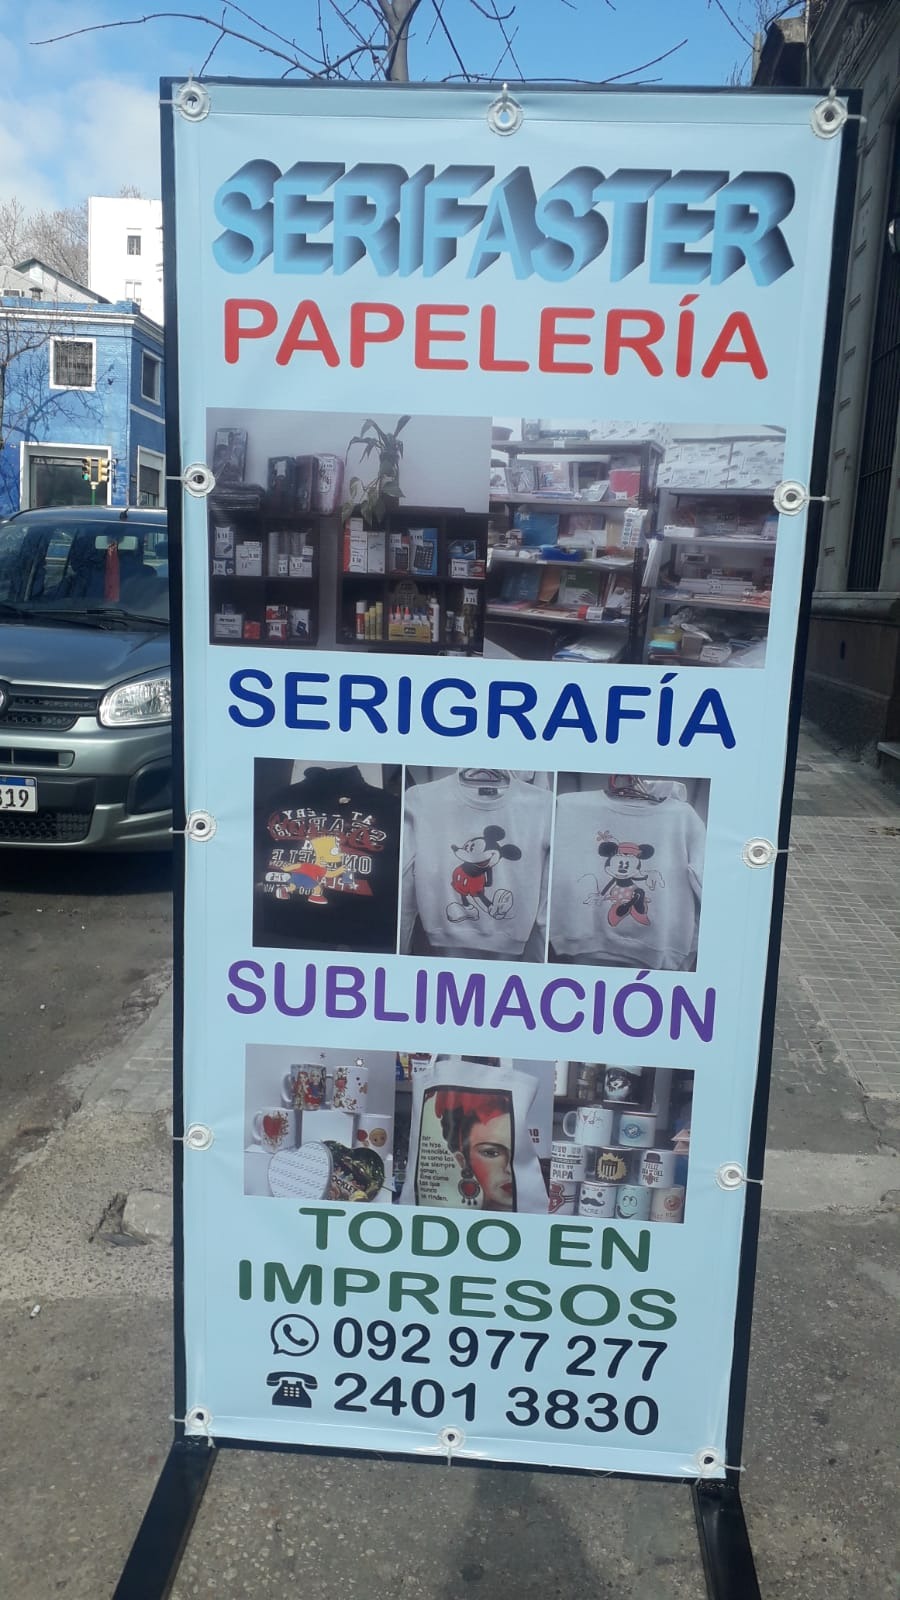 SERIFASTER
PAPELERÍA
SERIGRAFÍA
SUBLIMACIÓN
TODO EN
IMPRESOS
092 977 277
2401 3830